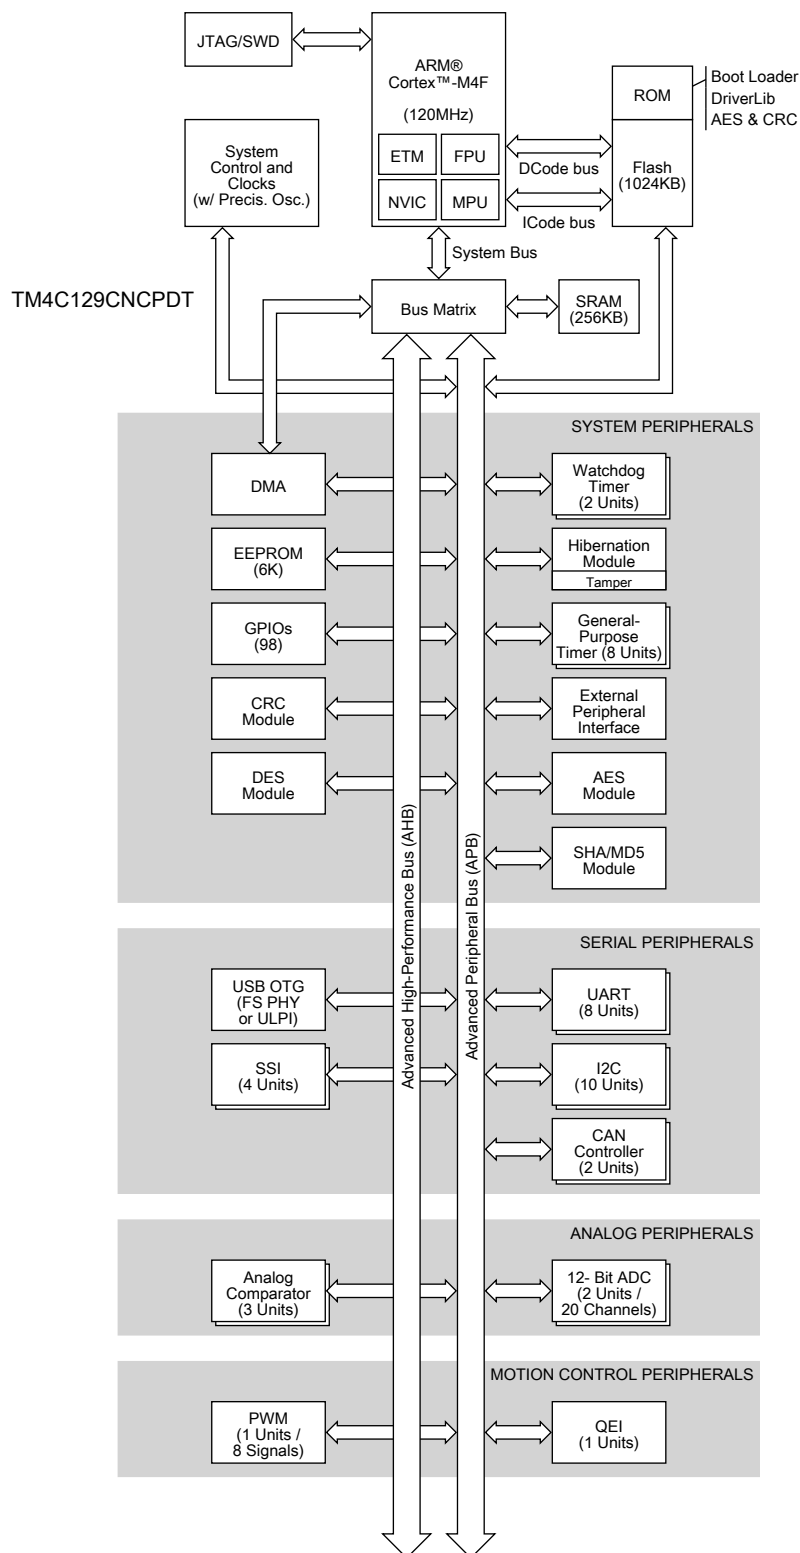 JTAG/SWD
ARM®
Cortex™-M4F
(120MHz)
ETM
FPU
NVIC
MPU
ROM
Boot Loader
DriverLib
AES & CRC
System
Control and
Clocks
(w/ Precis. Osc.)
DCode bus
Flash
(1024KB)
ICode bus
System Bus
TM4C129CNCPDT
Bus Matrix
SRAM
(256KB)
SYSTEM PERIPHERALS
DMA
Watchdog
Timer
(2 Units)
EEPROM
(6K)
Hibernation
Module
Tamper
GPIOs
(98)
General-
Purpose
Timer (8 Units)
CRC
Module
External
Peripheral
Interface
DES
Module
AES
Module
SHA/MD5
Module
Advanced High-Performance Bus (AHB)
Advanced Peripheral Bus (APB)
SERIAL PERIPHERALS
USB OTG
(FS PHY
or ULPI)
UART
(8 Units)
SSI
(4 Units)
I2C
(10 Units)
CAN
Controller
(2 Units)
ANALOG PERIPHERALS
Analog
Comparator
(3 Units)
12- Bit ADC
(2 Units /
20 Channels)
MOTION CONTROL PERIPHERALS
PWM
(1 Units /
8 Signals)
QEI
(1 Units)